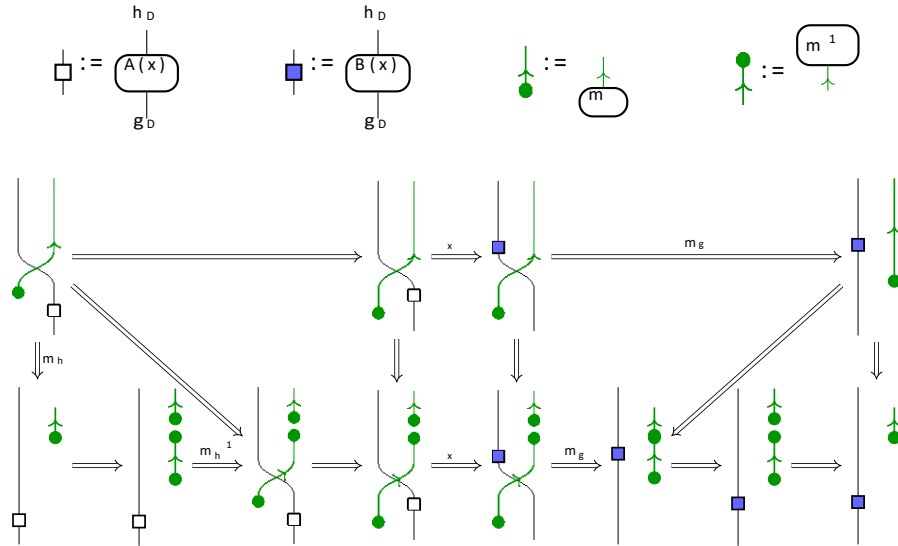 h D h D
:= A ( x ) := B ( x ) := m := m 1
g D g D
x m g
m h
m h 1 x m g